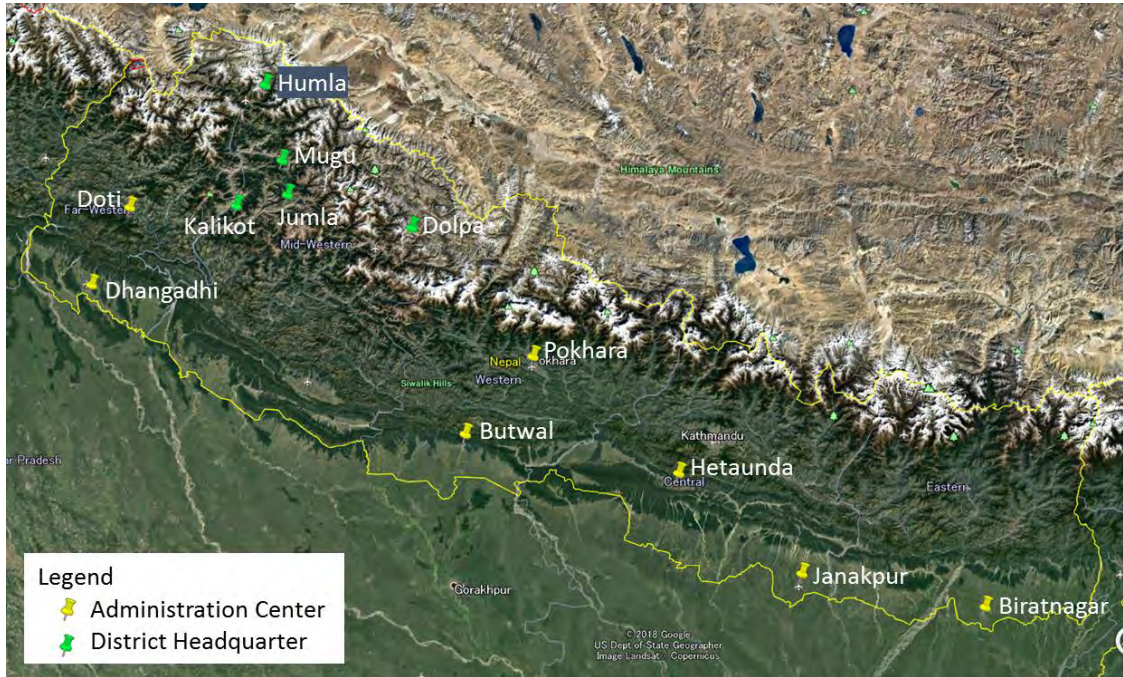 Humla
Mugu
Himalaya Mountains
Doti
Far-Western
Kalikot
Jumla
Dolpa
Mid-Western
Dhangadhi
Pokhara
Nepal
okhara
Siwalik Hills
Western
Butwal
Kathmandu
Hetaunda
Central
ar Pradesh
Eastern
Janakpur
Gorakhpur
Biratnagar
Legend
Administration Center
District Headquarter
© 2018 Google
US Dept of State Geographer
Image Landsat / Copernicus